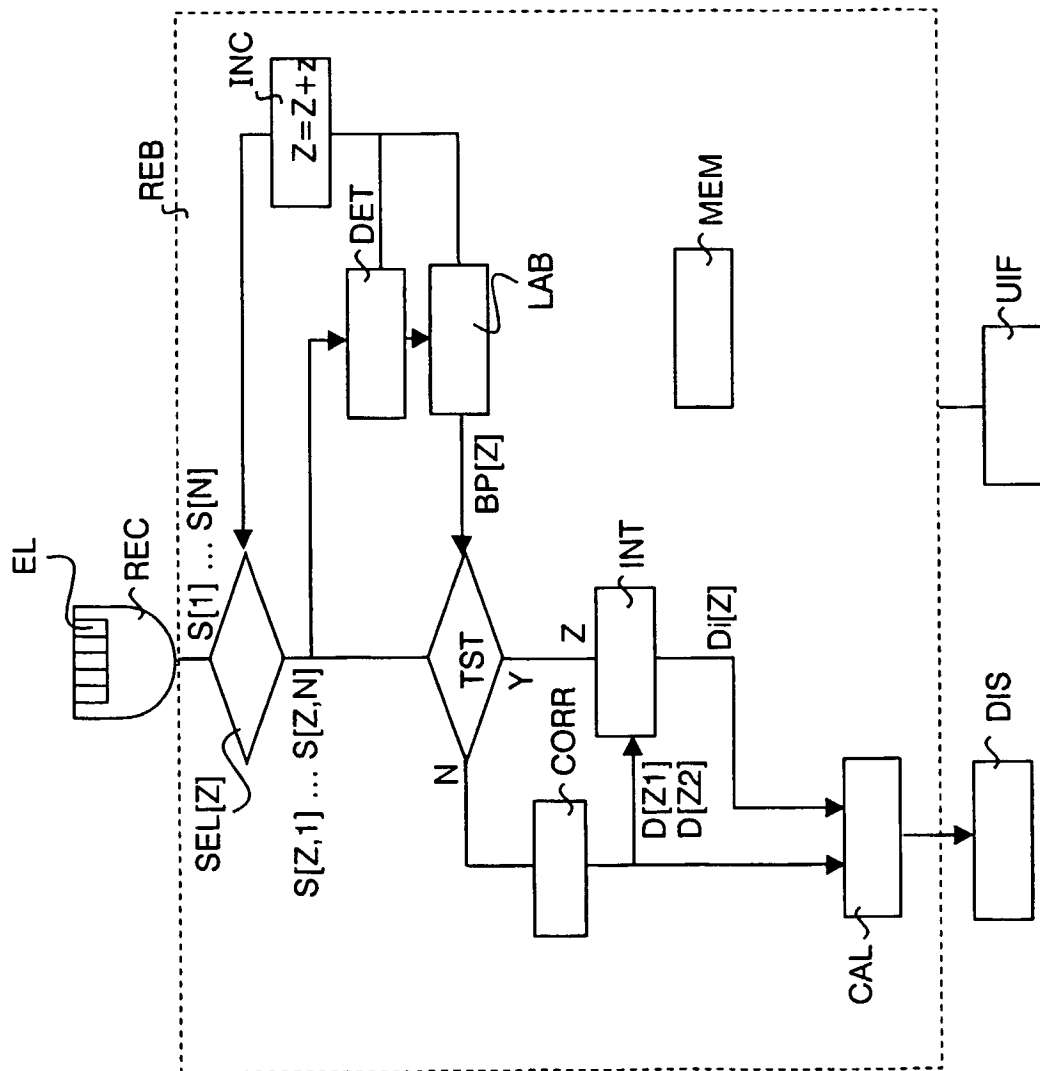 EL
REC
REB
S[1] ... S[N]
INC
Z=Z+z
SEL[Z]
S[Z,1] ... S[Z,N]
DET
LAB
BP[Z]
TST
N
Y
Z
CORR
INT
D[Z1]
D[Z2]
Di[Z]
MEM
CAL
DIS
UIF